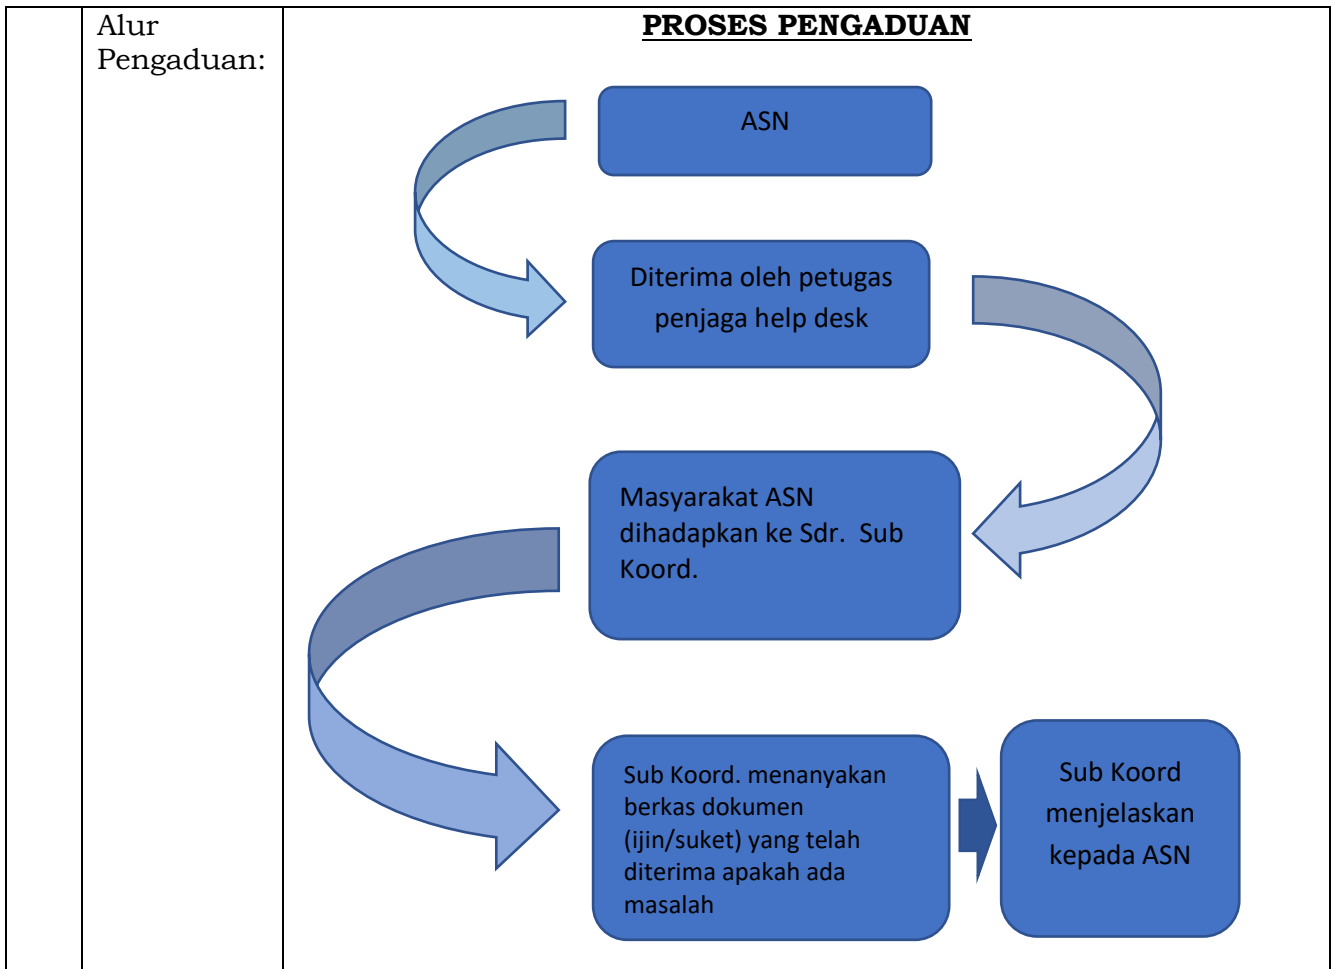 Alur
Pengaduan:
PROSES PENGADUAN
ASN
Diterima oleh petugas
penjaga help desk
Masyarakat ASN
dihadapkan ke Sdr.  Sub
Koord.
Sub Koord. menanyakan
berkas dokumen
(ijin/suket) yang telah
diterima apakah ada
masalah
Sub Koord
menjelaskan
kepada ASN